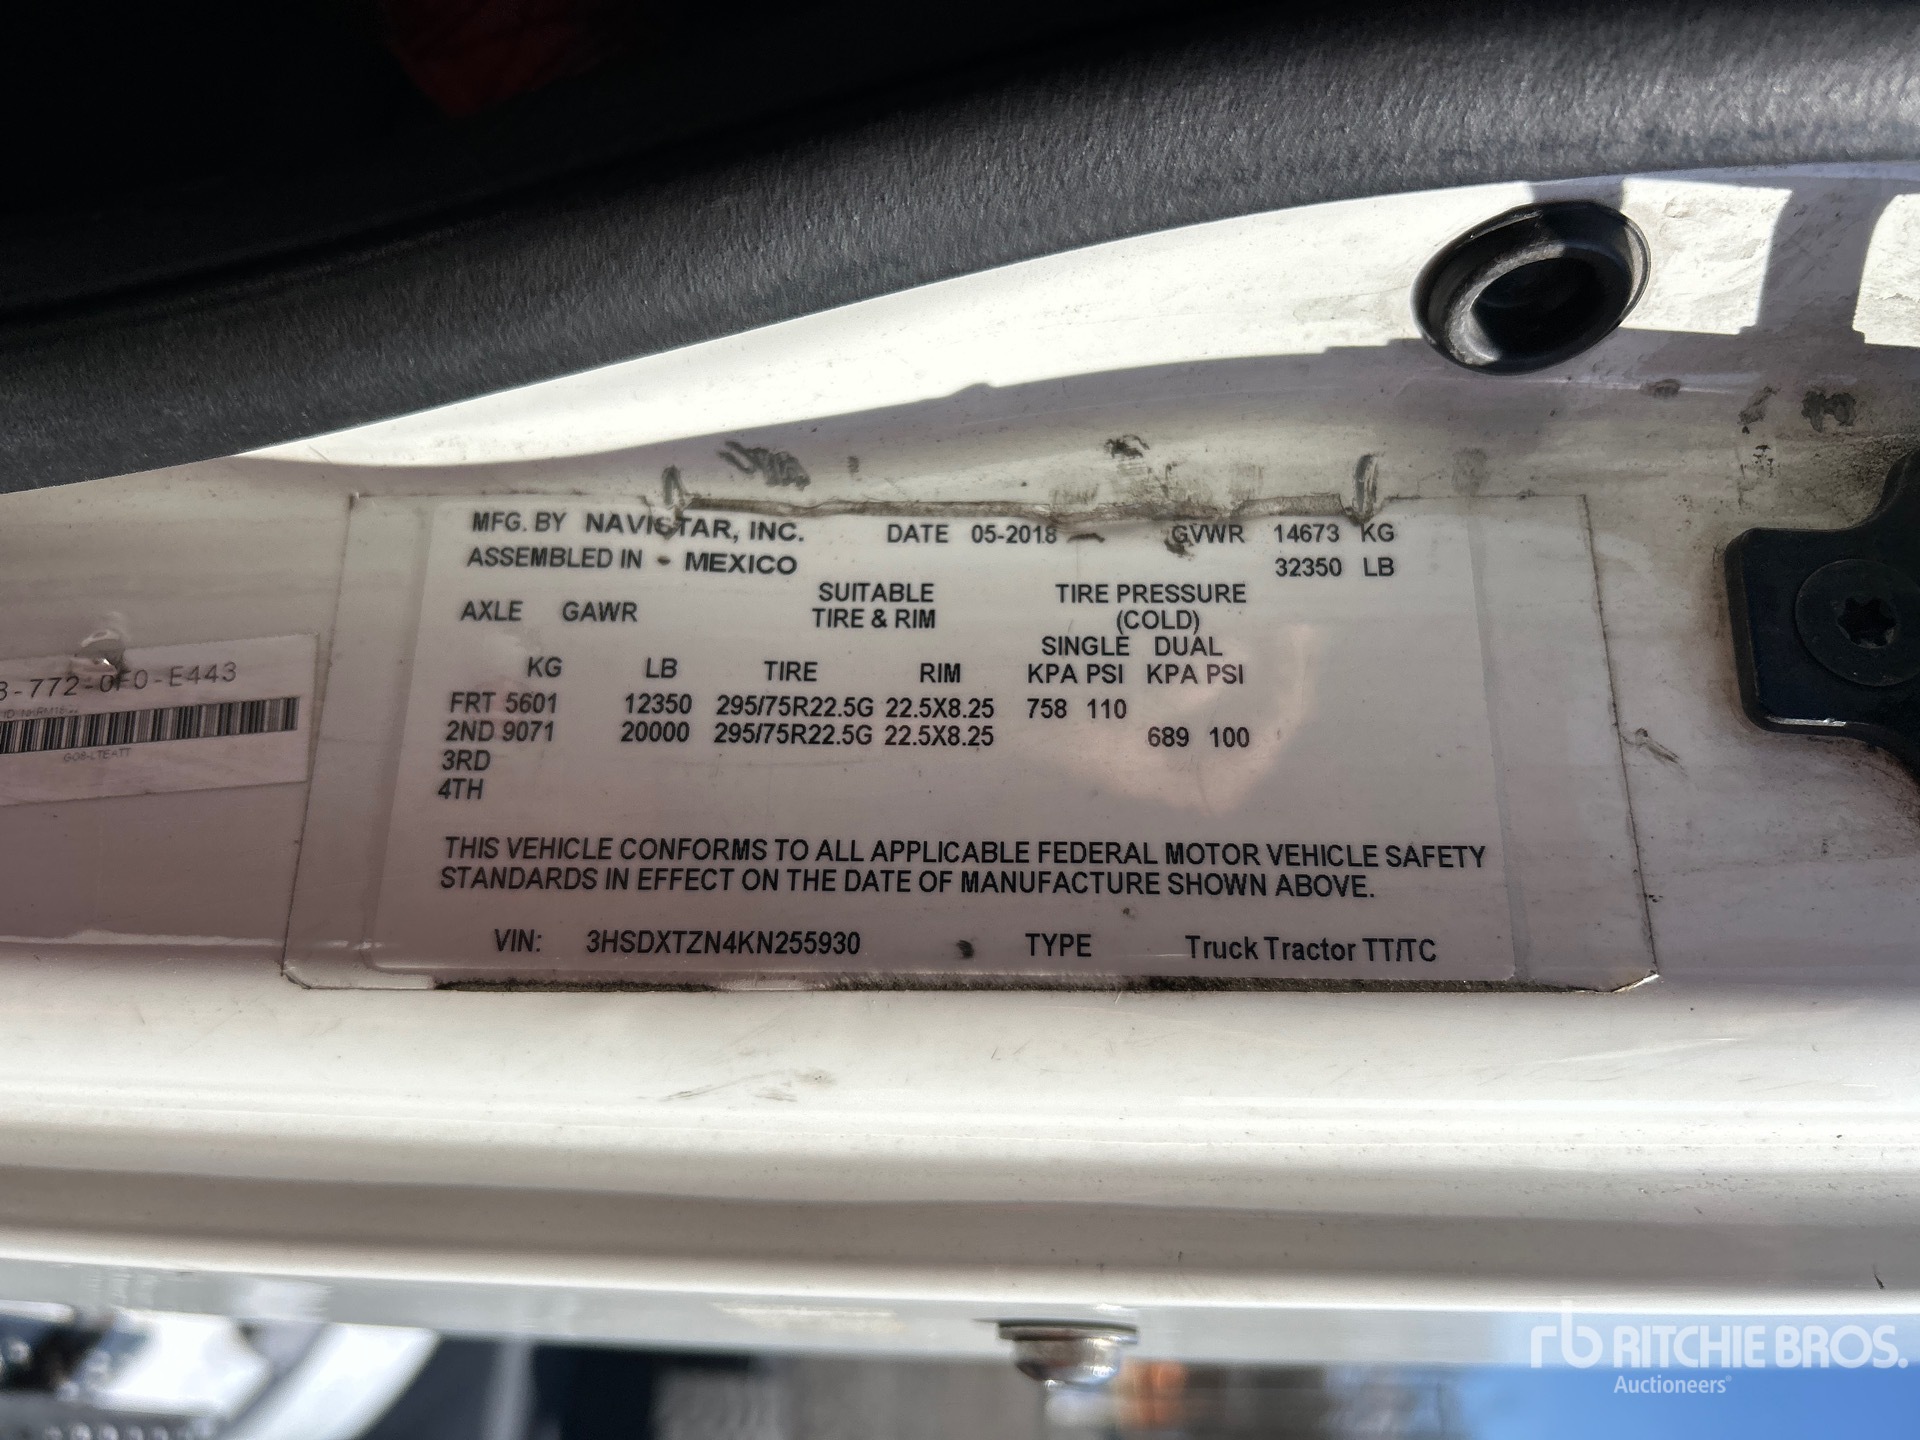 MFG. BY NAVISTAR, INC. DATE 05-2018 GVWR 14673 KG
ASSEMBLED IN - MEXICO 32350 LB
SUITABLE TIRE PRESSURE
AXLE GAWR TIRE & RIM (COLD)
SINGLE DUAL
KG LB TIRE RIM KPA PSI KPA PSI
FRT 5601 12350 295/75R22.5G 22.5X8.25 758 110
2ND 9071 20000 295/75R22.5G 22.5X8.25 689 100
3RD
4TH
THIS VEHICLE CONFORMS TO ALL APPLICABLE FEDERAL MOTOR VEHICLE SAFETY
STANDARDS IN EFFECT ON THE DATE OF MANUFACTURE SHOWN ABOVE.
VIN: 3HSDXTZN4KN255930 TYPE Truck Tractor TT/TC
-772-0F0-E443
rb RITCHIE BROS.
Auctioneers